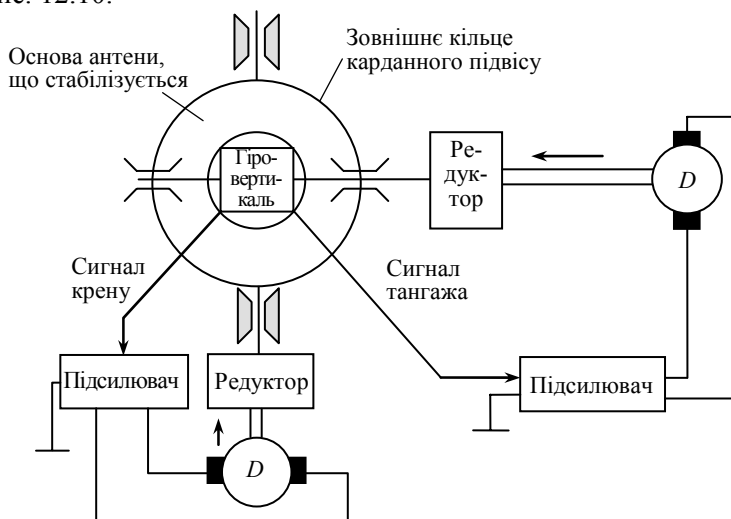 Основа антени,
що стабілізується
Зовнішнє кільце
карданного підвісу
Гіро-
верти-
каль
Ре-
дук-
тор
D
Сигнал
крену
Сигнал
тангажа
Підсилювач
Редуктор
Підсилювач
D